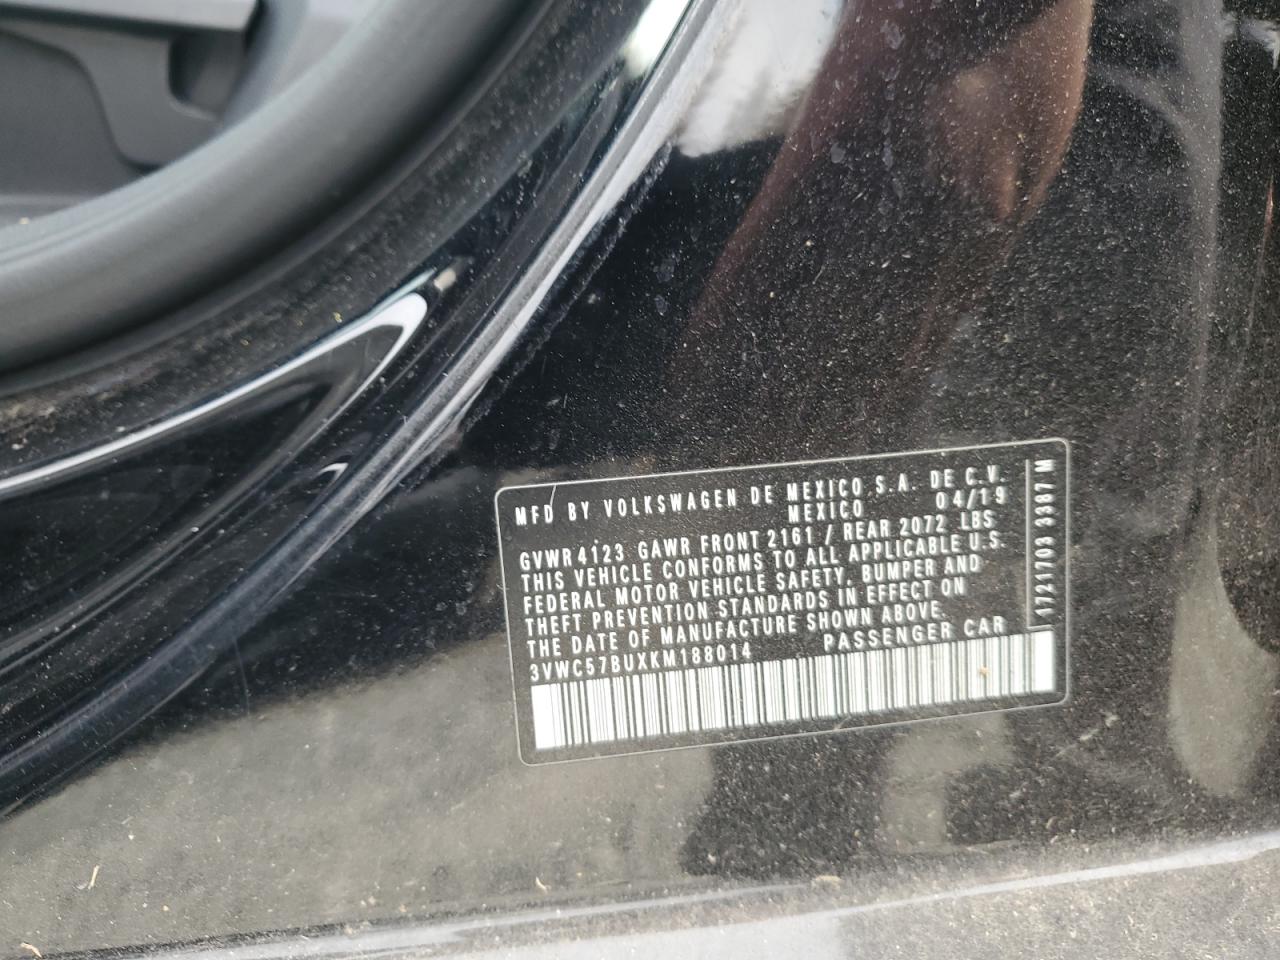 MFD BY VOLKSWAGEN DE MEXICO S.A. DE C.V.
MEXICO 04/19
GVWR 4123 GAWR FRONT 2161 / REAR 2072 LBS
THIS VEHICLE CONFORMS TO ALL APPLICABLE U.S.
FEDERAL MOTOR VEHICLE SAFETY, BUMPER AND
THEFT PREVENTION STANDARDS IN EFFECT ON
THE DATE OF MANUFACTURE SHOWN ABOVE.
3VWC57BUXKM188014 PASSENGER CAR
1721703 3387 M